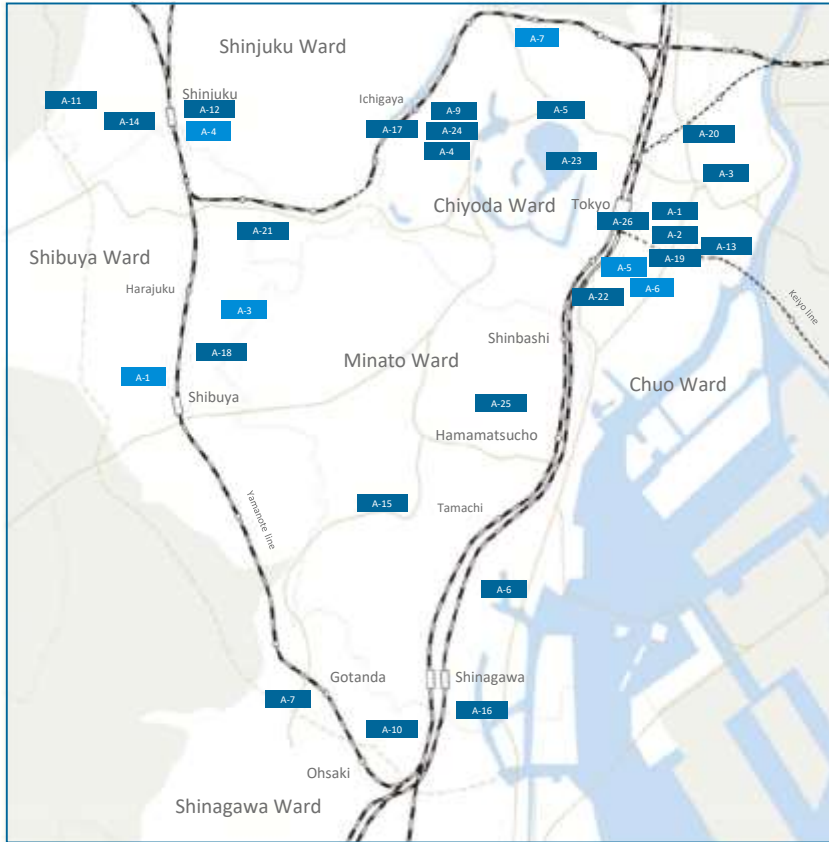 A-7
Shinjuku Ward
Shinjuku
Ichigaya
A-11
A-12
A-9
A-5
A-14
A-17
A-24
A-20
A-4
A-4
A-23
A-3
Chiyoda Ward
Tokyo
A-1
A-26
A-21
A-2
A-13
Shibuya Ward
A-19
A-5
Harajuku
A-6
A-22
Keiyo line
A-3
Shinbashi
A-18
Minato Ward
A-1
Chuo Ward
Shibuya
A-25
Hamamatsucho
A-15
Tamachi
Yamanote line
A-6
Gotanda
Shinagawa
A-7
A-16
A-10
Ohsaki
Shinagawa Ward